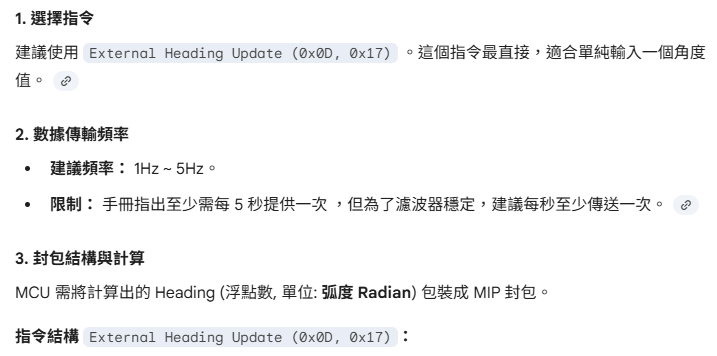 1. 選擇指令
建議使用 External Heading Update (0x0D, 0x17) 。這個指令最直接，適合單純輸入一個角度
值。
2. 數據傳輸頻率
• 建議頻率： 1Hz ~ 5Hz。
• 限制： 手冊指出至少需每 5 秒提供一次 ，但為了濾波器穩定，建議每秒至少傳送一次。
3. 封包結構與計算
MCU 需將計算出的 Heading (浮點數, 單位: 弧度 Radian) 包裝成 MIP 封包。
指令結構 External Heading Update (0x0D, 0x17) ：